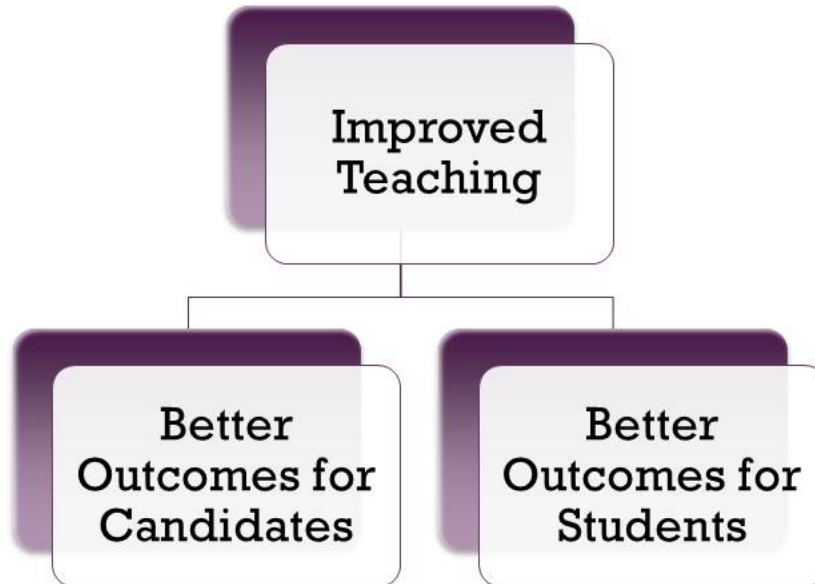 Improved
Teaching
Better
Outcomes for
Candidates
Better
Outcomes for
Students